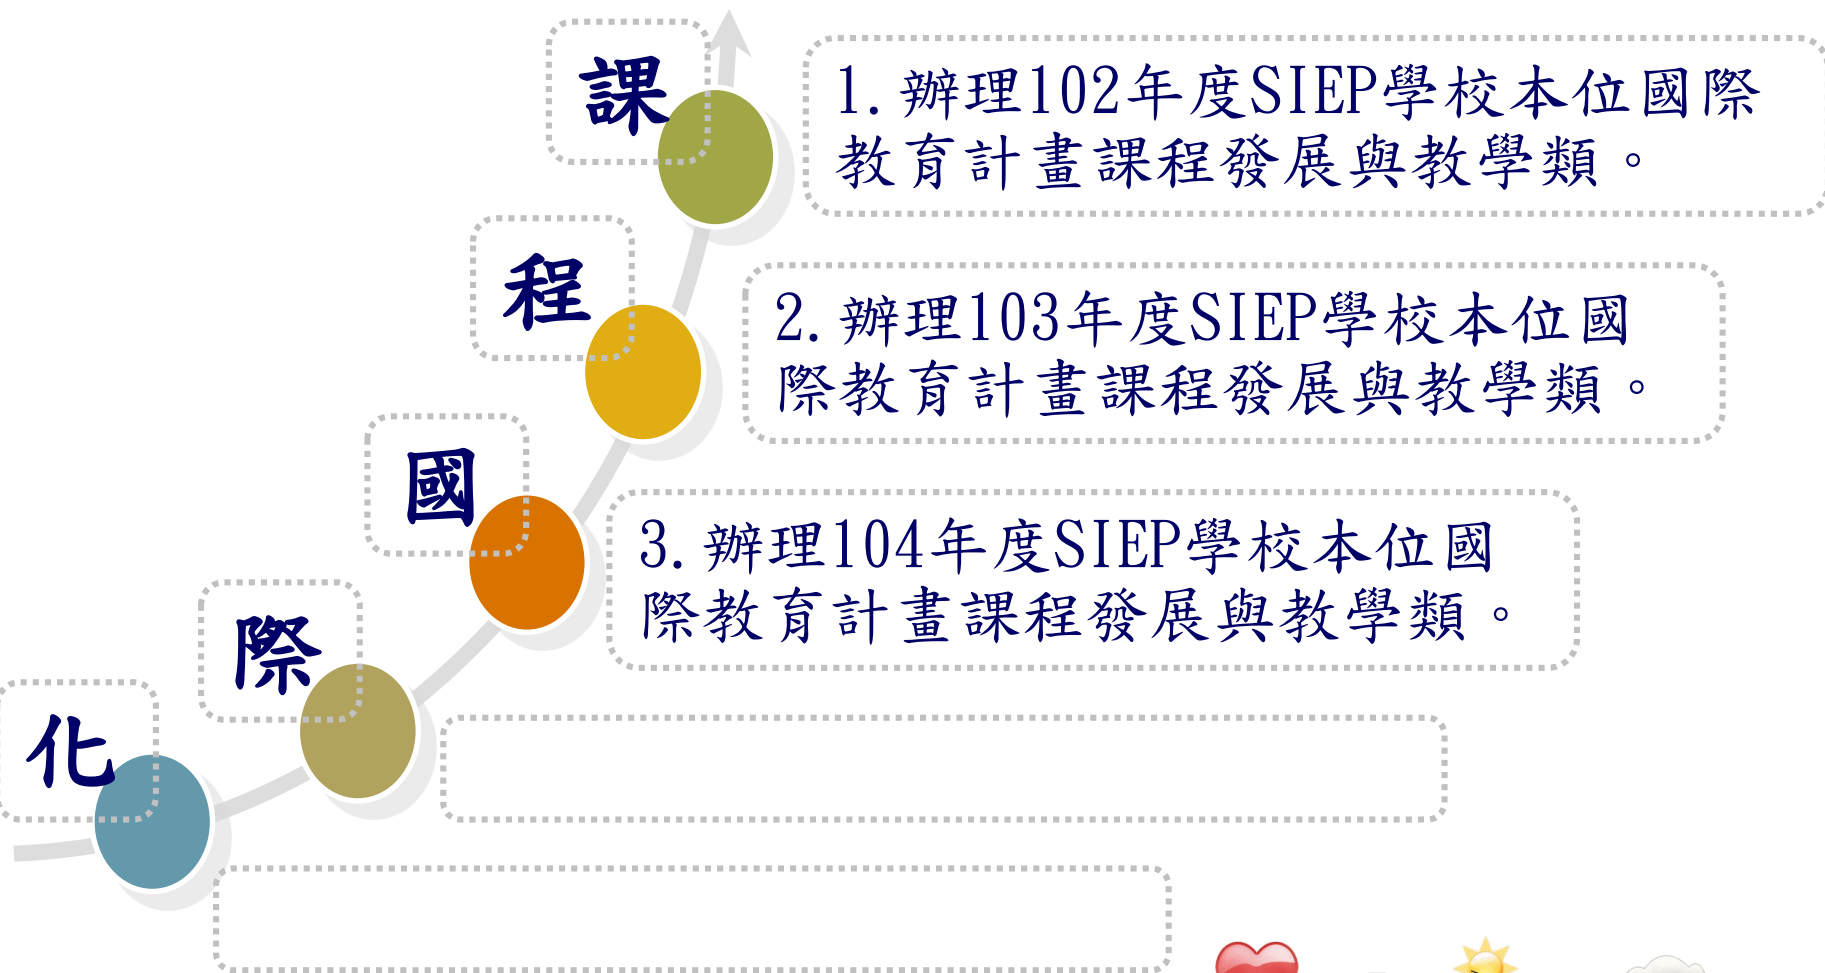 課
1.辦理102年度SIEP學校本位國際
教育計畫課程發展與教學類。
程
2.辦理103年度SIEP學校本位國
際教育計畫課程發展與教學類。
國
3.辦理104年度SIEP學校本位國
際教育計畫課程發展與教學類。
際
化